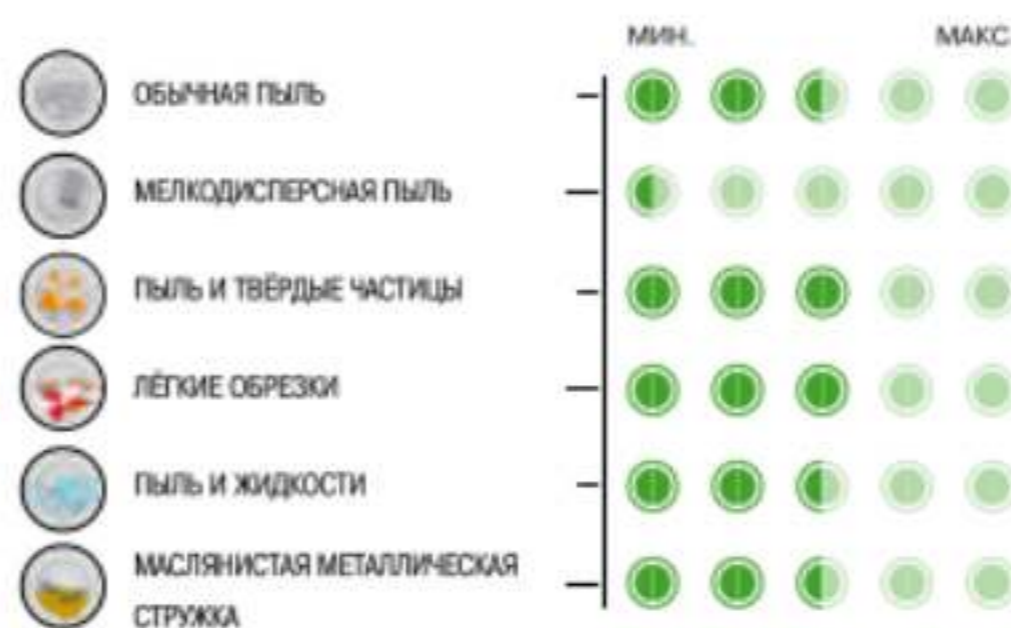 МИН. МАКС
ОБЫЧНАЯ ПЫЛЬ
МЕЛКОДИСПЕРСНАЯ ПЫЛЬ
ПЫЛЬ И ТВЁРДЫЕ ЧАСТИЦЫ
ЛЁГКИЕ ОБРЕЗКИ
ПЫЛЬ И ЖИДКОСТИ
МАСЛЯНИСТАЯ МЕТАЛЛИЧЕСКАЯ
СТРУЖКА